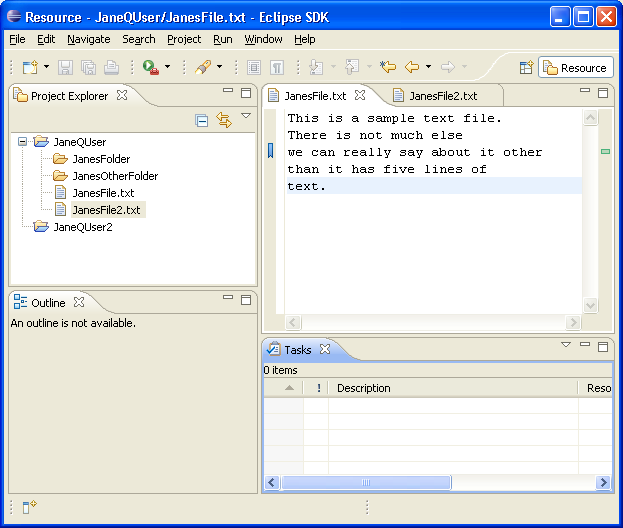 Resource - JaneQUser/JanesFile.txt - Eclipse SDK
File Edit Navigate Search Project Run Window Help
Resource
Project Explorer
JaneQUser
JanesFolder
JanesOtherFolder
JanesFile.txt
JanesFile2.txt
JaneQUser2
JanesFile.txt JanesFile2.txt
This is a sample text file.
There is not much else
we can really say about it other
than it has five lines of
text.
Outline
An outline is not available.
Tasks
0 items
! Description Reso